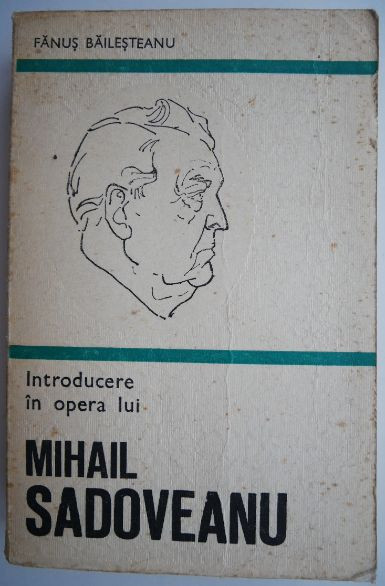 FĂNUȘ BĂILEȘTEANU
Introducere
în opera lui
MIHAIL
SADOVEANU